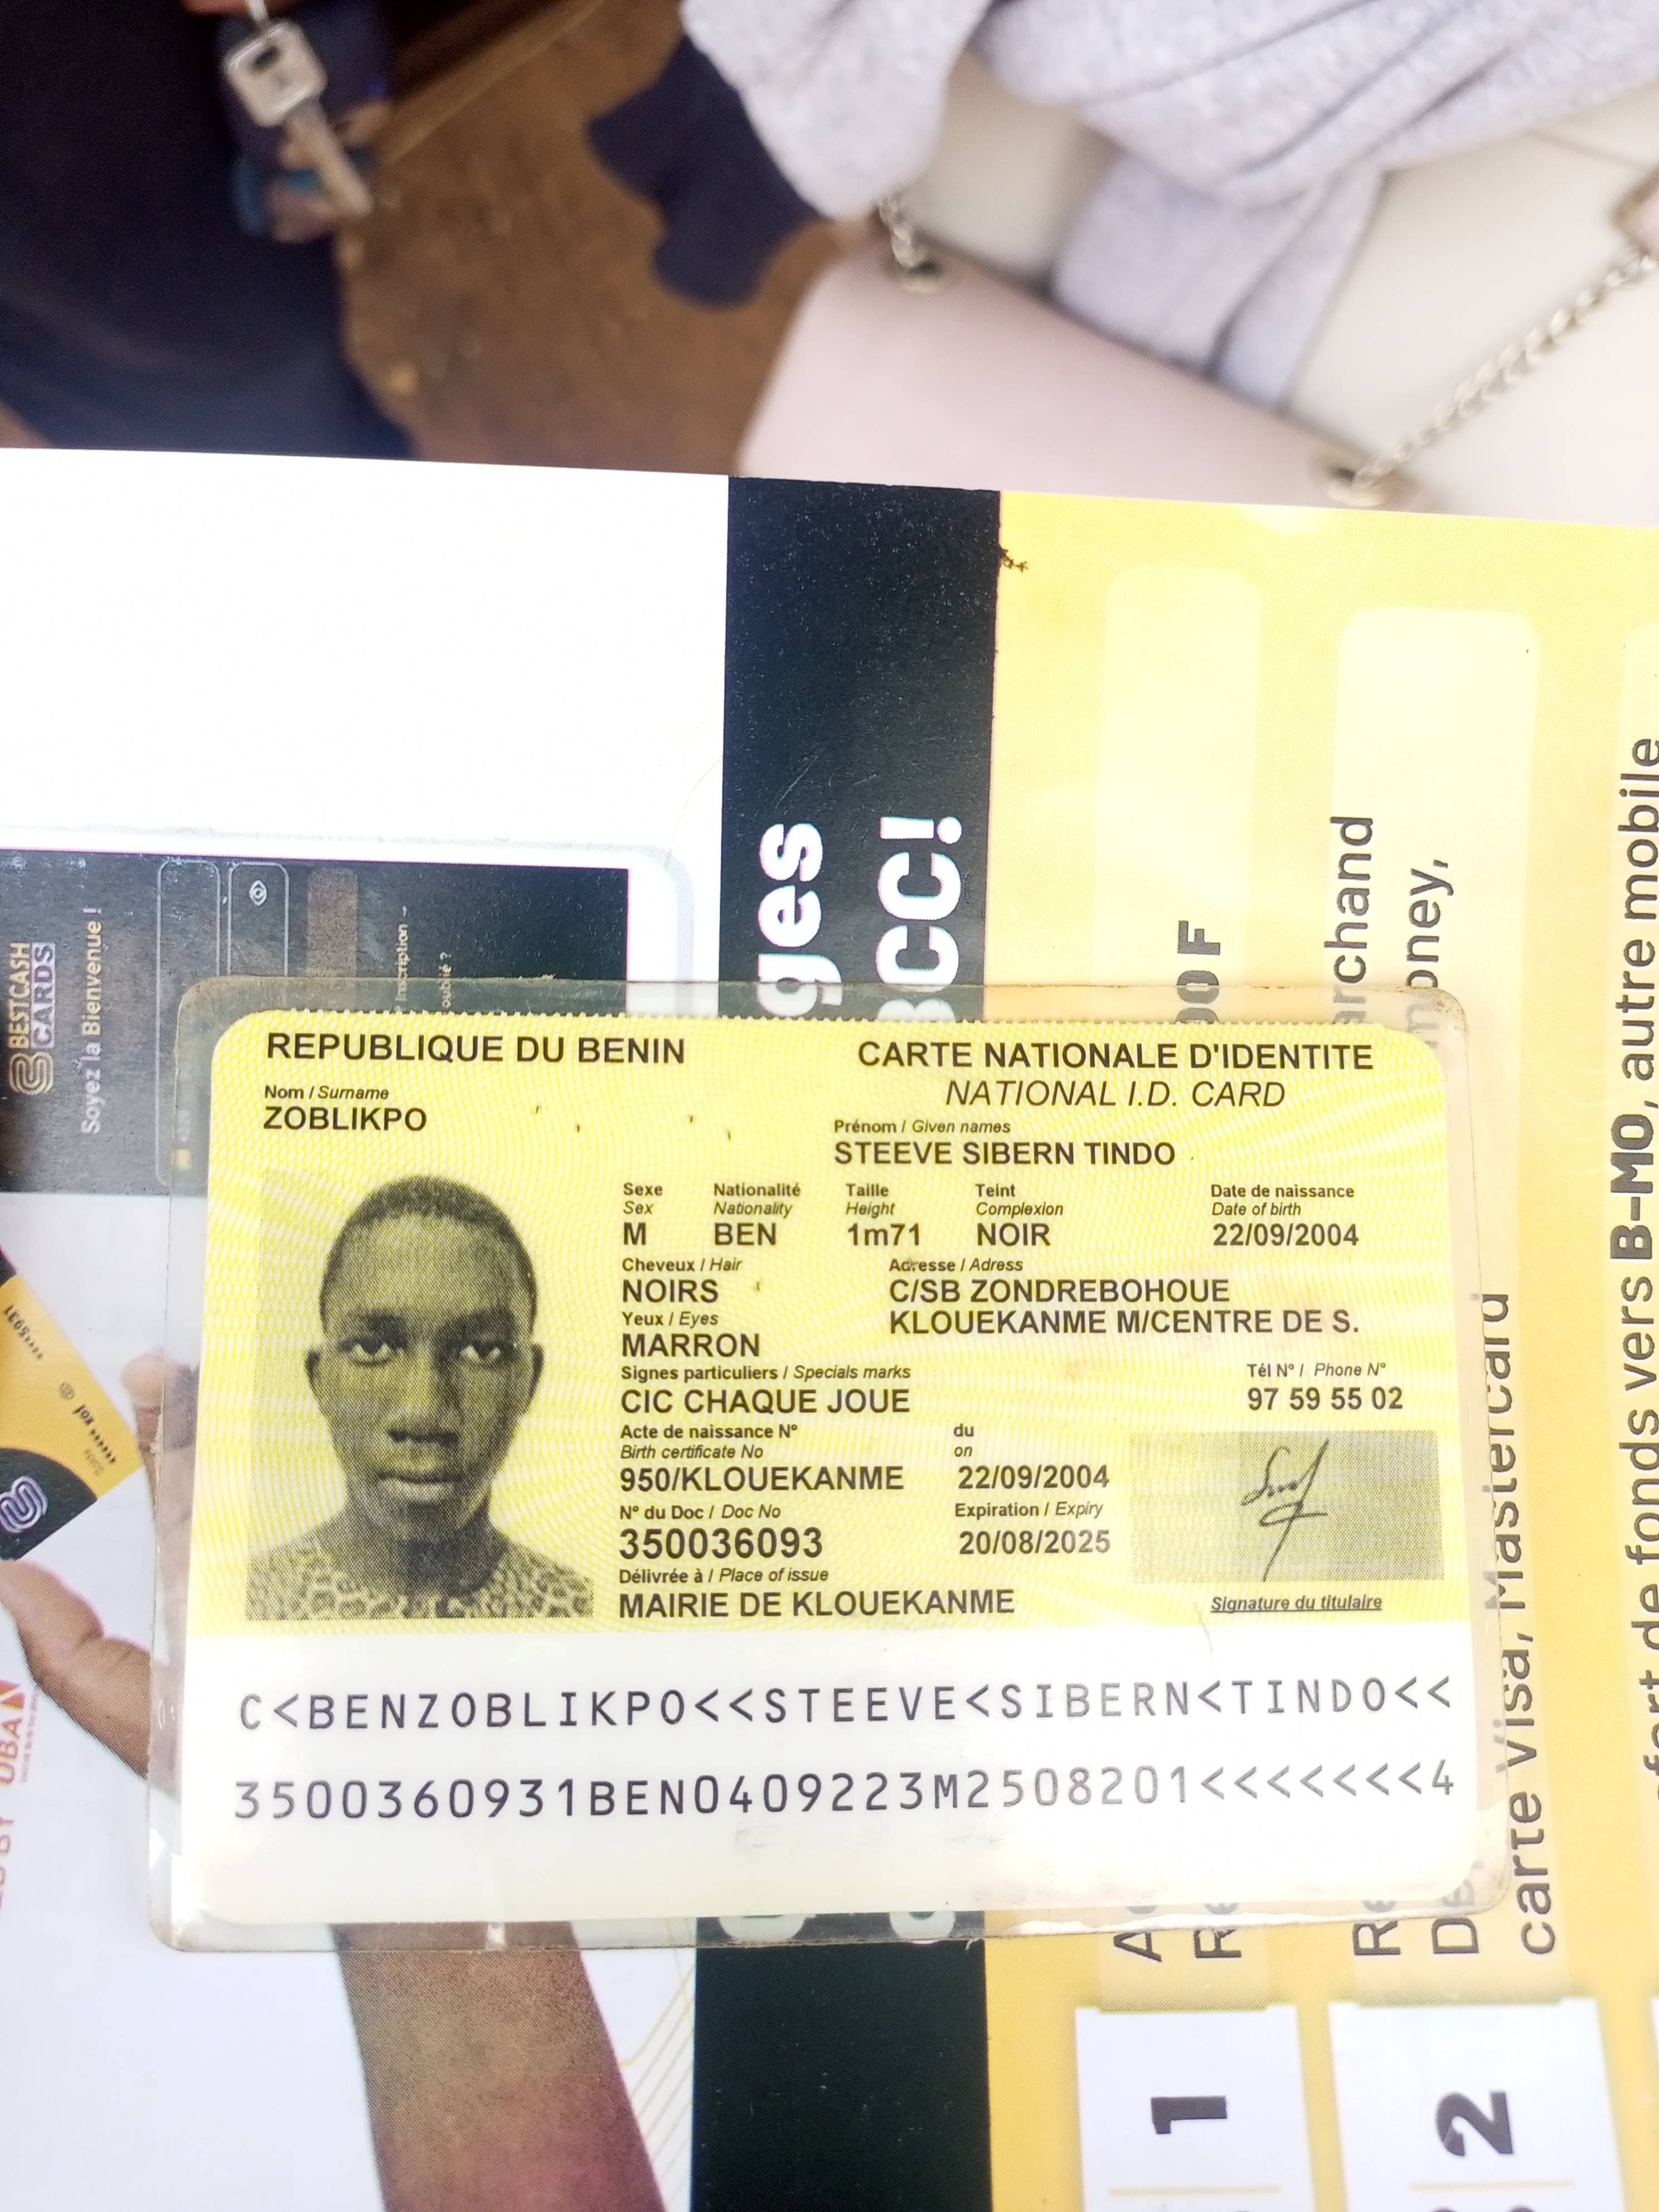 REPUBLIQUE DU BENIN
CARTE NATIONALE D'IDENTITE
NATIONAL I.D. CARD
Nom / Surname
ZOBLIKPO
Prénom / Given names
STEEVE SIBERN TINDO
Sexe Nationalité Taille Teint Date de naissance
Sex Nationality Height Complexion Date of birth
M BEN 1m71 NOIR 22/09/2004
Cheveux / Hair Adresse / Adress
NOIRS C/SB ZONDREBOHOUE
Yeux / Eyes KLOUEKANME M/CENTRE DE S.
MARRON
Signes particuliers / Specials marks Tél N° / Phone N°
CIC CHAQUE JOUE 97 59 55 02
Acte de naissance N° du
Birth certificate No on
950/KLOUEKANME 22/09/2004
N° du Doc / Doc No Expiration / Expiry
350036093 20/08/2025
Délivrée à / Place of issue
MAIRIE DE KLOUEKANME Signature du titulaire
C<BENZOBLIKPO<<STEEVE<SIBERN<TINDO<<
3500360931BEN0409223M2508201<<<<<<<4
BESTCASH
CARDS
Soyez la Bienvenue !
ges
CC!
00 F
rchand
oney,
carte Visa, Mastercard
fort de fonds vers B-MO, autre mobile
UBA
1
2